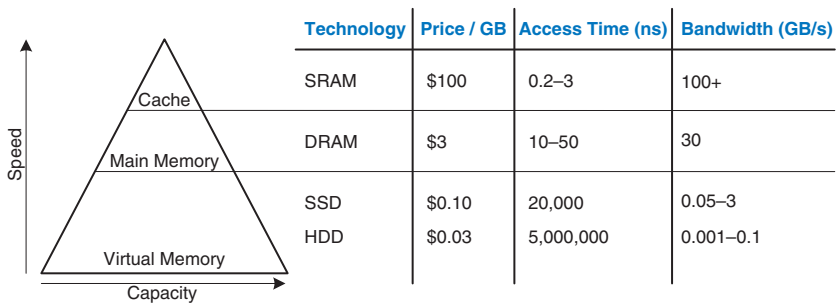 Technology Price / GB Access Time (ns) Bandwidth (GB/s)
SRAM $100 0.2–3 100+
Cache
DRAM $3 10–50 30
Main Memory
SSD $0.10 20,000 0.05–3
HDD $0.03 5,000,000 0.001–0.1
Virtual Memory
Speed
Capacity